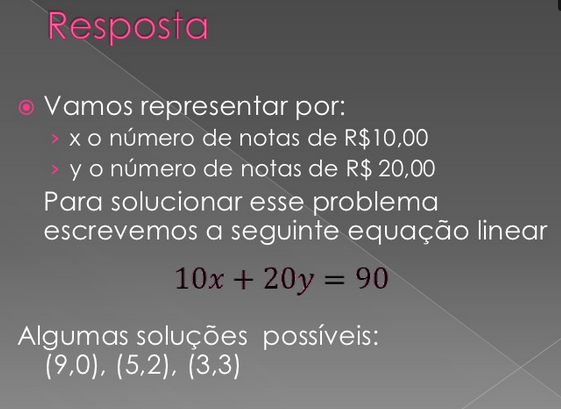 Resposta
Vamos representar por:
x o número de notas de R$10,00
y o número de notas de R$ 20,00
Para solucionar esse problema
escrevemos a seguinte equação linear
10x + 20y = 90
Algumas soluções possíveis:
(9,0), (5,2), (3,3)